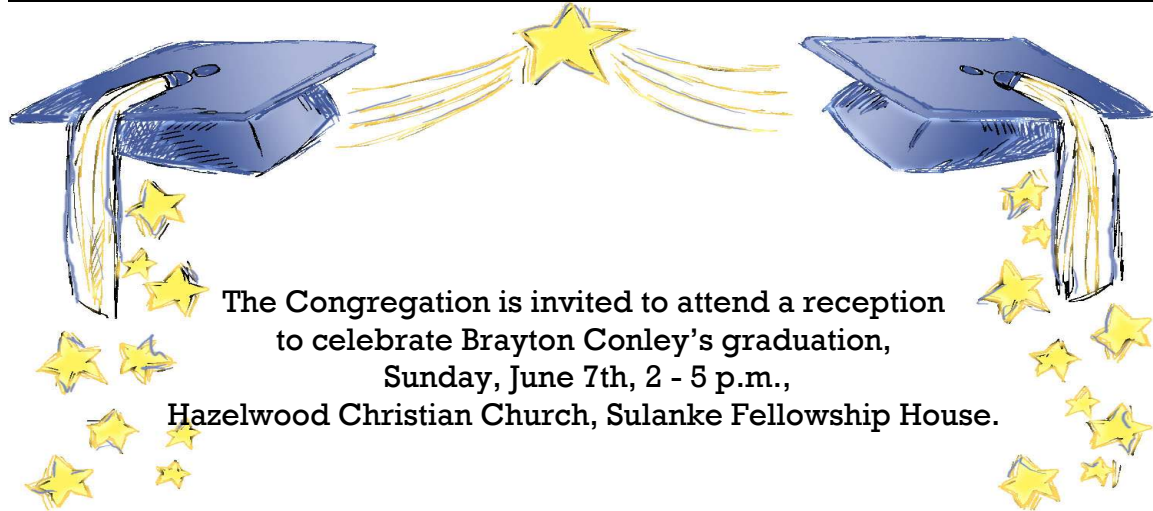 The Congregation is invited to attend a reception
to celebrate Brayton Conley’s graduation,
Sunday, June 7th, 2 - 5 p.m.,
Hazelwood Christian Church, Sulanke Fellowship House.